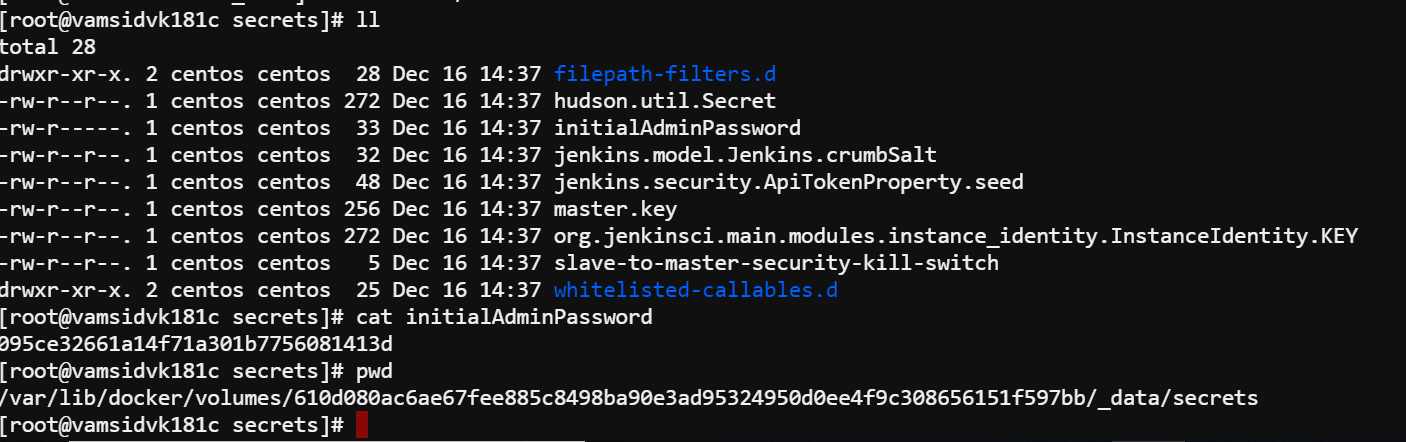 [root@vamsidvk181c secrets]# ll
total 28
drwxr-xr-x. 2 centos centos  28 Dec 16 14:37 filepath-filters.d
-rw-r--r--. 1 centos centos 272 Dec 16 14:37 hudson.util.Secret
-rw-r-----. 1 centos centos  33 Dec 16 14:37 initialAdminPassword
-rw-r--r--. 1 centos centos  32 Dec 16 14:37 jenkins.model.Jenkins.crumbSalt
-rw-r--r--. 1 centos centos  48 Dec 16 14:37 jenkins.security.ApiTokenProperty.seed
-rw-r--r--. 1 centos centos 256 Dec 16 14:37 master.key
-rw-r--r--. 1 centos centos 272 Dec 16 14:37 org.jenkinsci.main.modules.instance_identity.InstanceIdentity.KEY
-rw-r--r--. 1 centos centos   5 Dec 16 14:37 slave-to-master-security-kill-switch
drwxr-xr-x. 2 centos centos  25 Dec 16 14:37 whitelisted-callables.d
[root@vamsidvk181c secrets]# cat initialAdminPassword
095ce32661a14f71a301b7756081413d
[root@vamsidvk181c secrets]# pwd
/var/lib/docker/volumes/610d080ac6ae67fee885c8498ba90e3ad95324950d0ee4f9c308656151f597bb/_data/secrets
[root@vamsidvk181c secrets]#